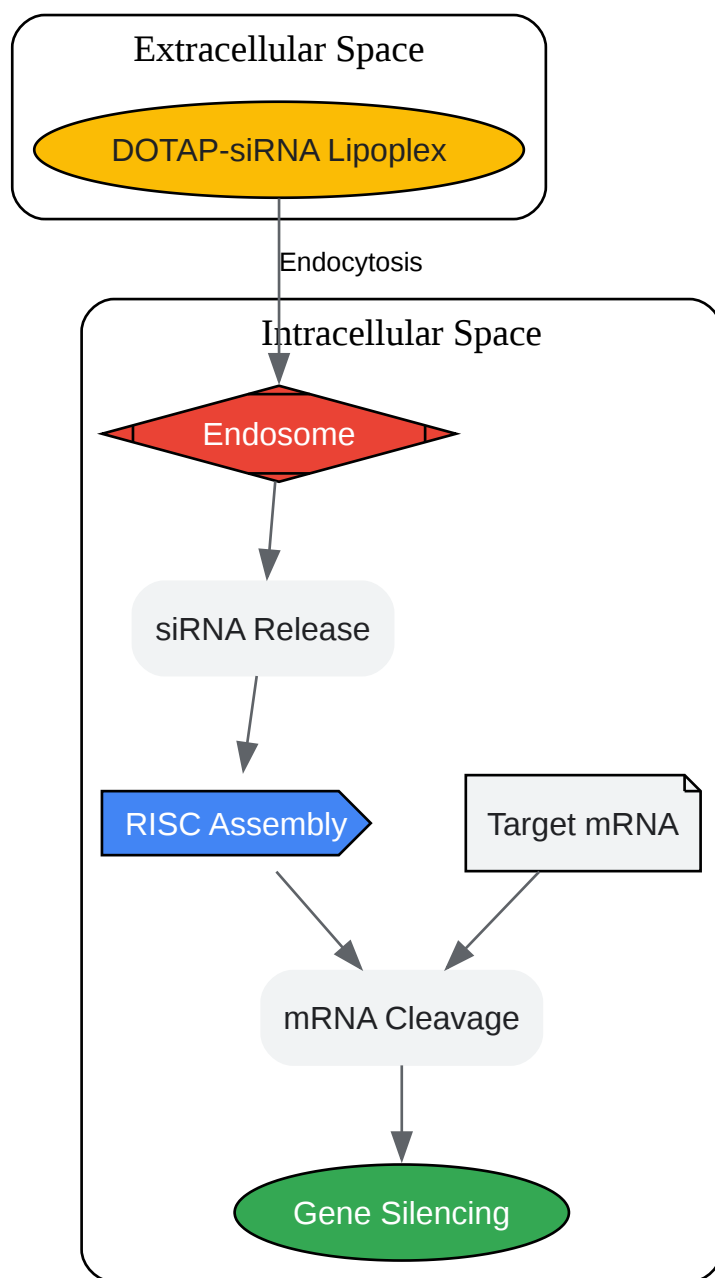 Extracellular Space
DOTAP-siRNA Lipoplex
Endocytosis
Intracellular Space
Endosome
siRNA Release
RISC Assembly
Target mRNA
mRNA Cleavage
Gene Silencing